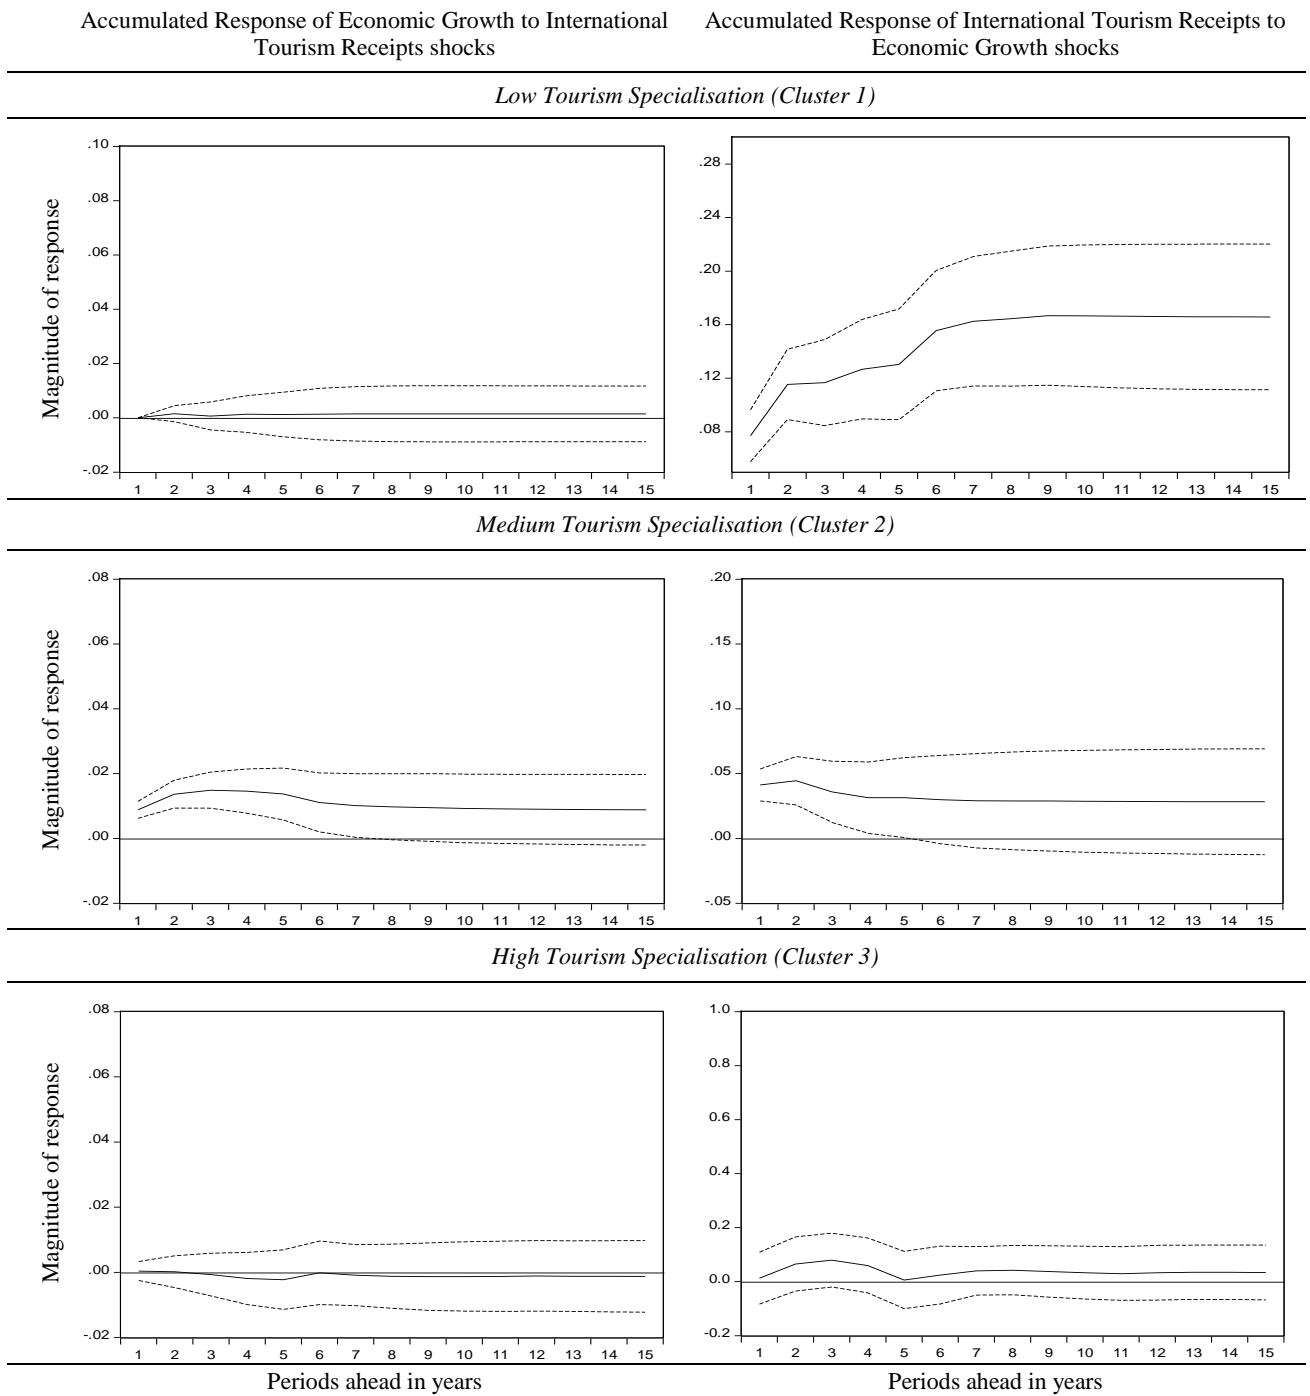 Accumulated Response of Economic Growth to International
Tourism Receipts shocks
Accumulated Response of International Tourism Receipts to
Economic Growth shocks
Low Tourism Specialisation (Cluster 1)
Magnitude of response
.10
.08
.06
.04
.02
.00
-.02
1 2 3 4 5 6 7 8 9 10 11 12 13 14 15
.28
.24
.20
.16
.12
.08
1 2 3 4 5 6 7 8 9 10 11 12 13 14 15
Medium Tourism Specialisation (Cluster 2)
Magnitude of response
.08
.06
.04
.02
.00
-.02
1 2 3 4 5 6 7 8 9 10 11 12 13 14 15
.20
.15
.10
.05
.00
-.05
1 2 3 4 5 6 7 8 9 10 11 12 13 14 15
High Tourism Specialisation (Cluster 3)
Magnitude of response
.08
.06
.04
.02
.00
-.02
1 2 3 4 5 6 7 8 9 10 11 12 13 14 15
Periods ahead in years
1.0
0.8
0.6
0.4
0.2
0.0
-0.2
1 2 3 4 5 6 7 8 9 10 11 12 13 14 15
Periods ahead in years